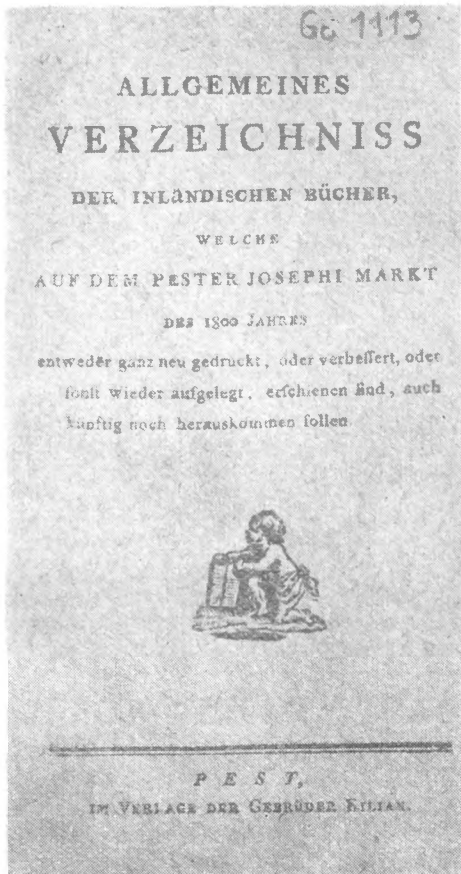 Gė 1113
ALLGEMEINES
VERZEICHNISS
DER INLÄNDISCHEN BÜCHER,
WELCHE
AUF DEM PESTER JOSEPHI MARKT
DES 1800 JAHRES
entweder ganz neu gedruckt, oder verbeſſert, oder
ſonſt wieder aufgelegt, erſchienen ſind, auch
künftig noch herauskommen ſollen
PEST,
IM VERLAGE DER GEBRÜDER KILIAN.